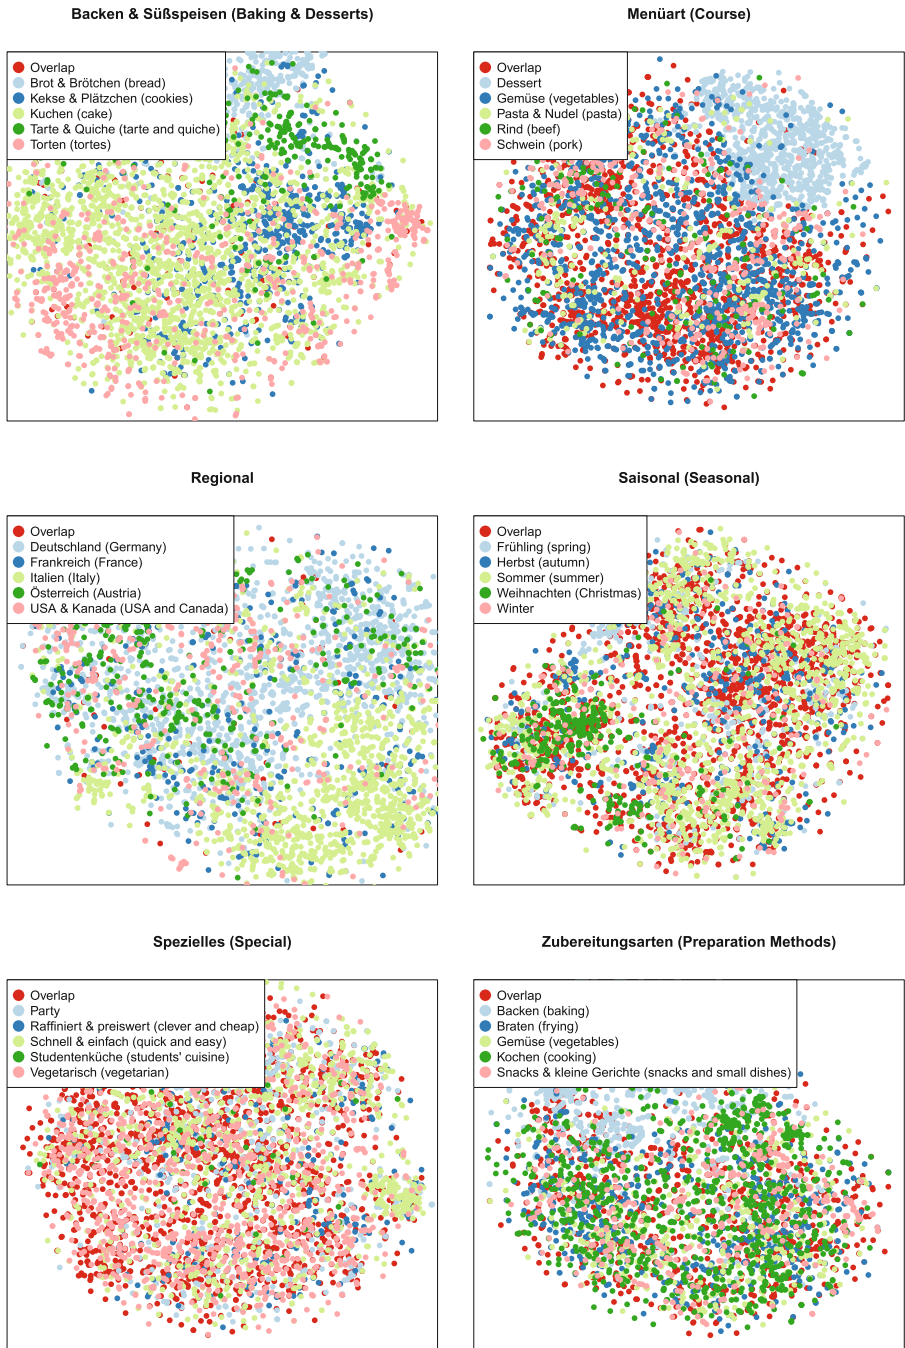 Backen & Süßspeisen (Baking & Desserts)
Overlap
Brot & Brötchen (bread)
Kekse & Plätzchen (cookies)
Kuchen (cake)
Tarte & Quiche (tarte and quiche)
Torten (tortes)
Menüart (Course)
Overlap
Dessert
Gemüse (vegetables)
Pasta & Nudel (pasta)
Rind (beef)
Schwein (pork)
Regional
Overlap
Deutschland (Germany)
Frankreich (France)
Italien (Italy)
Österreich (Austria)
USA & Kanada (USA and Canada)
Saisonal (Seasonal)
Overlap
Frühling (spring)
Herbst (autumn)
Sommer (summer)
Weihnachten (Christmas)
Winter
Spezielles (Special)
Overlap
Party
Raffiniert & preiswert (clever and cheap)
Schnell & einfach (quick and easy)
Studentenküche (students' cuisine)
Vegetarisch (vegetarian)
Zubereitungsarten (Preparation Methods)
Overlap
Backen (baking)
Braten (frying)
Gemüse (vegetables)
Kochen (cooking)
Snacks & kleine Gerichte (snacks and small dishes)